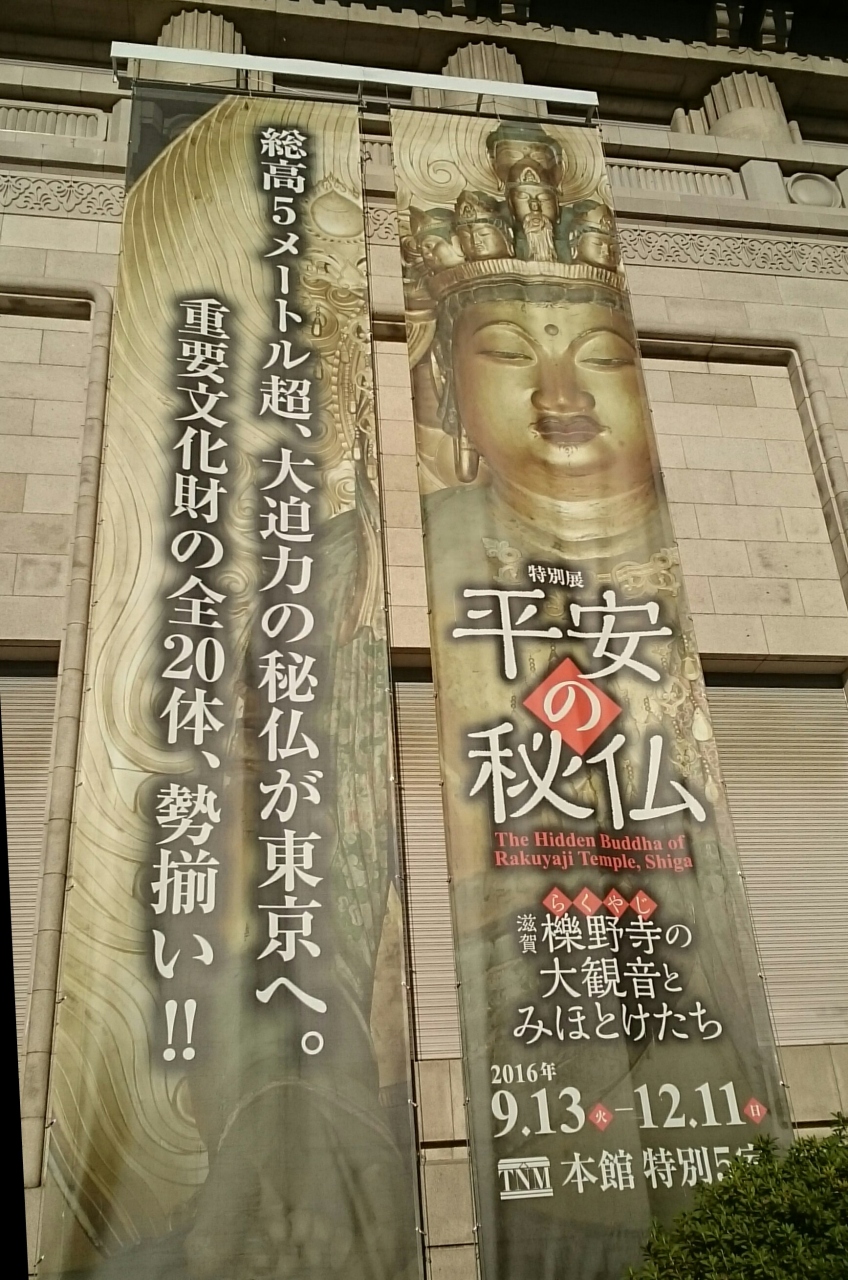 総高5メートル超、大迫力の秘仏が東京へ。
重要文化財の全20体、勢揃い!!
特別展
平安
の
秘仏
The Hidden Buddha of
Rakuyaji Temple, Shiga
らくやじ
滋賀 櫟野寺の
大観音と
みほとけたち
2016年
9.13火–12.11日
TNM 本館 特別5室